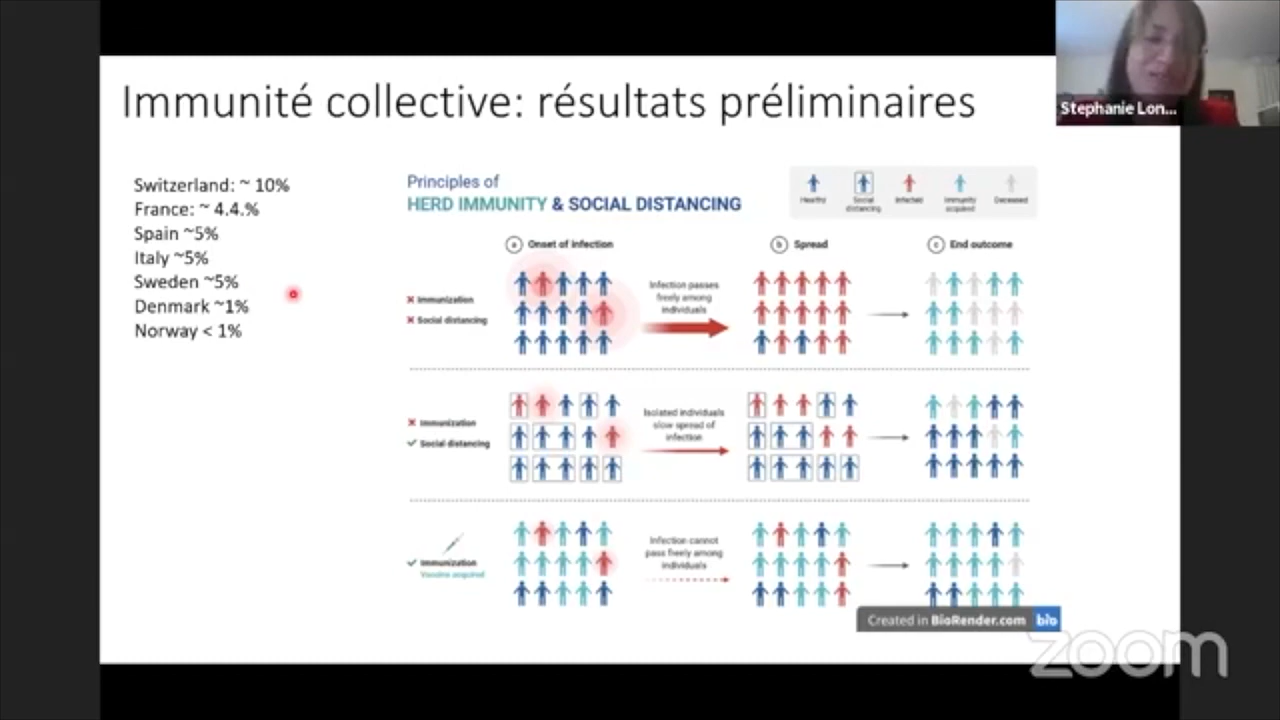 Immunité collective: résultats préliminaires
Stephanie Lon...
Switzerland: ~ 10%
France: ~ 4.4.%
Spain ~5%
Italy ~5%
Sweden ~5%
Denmark ~1%
Norway < 1%
Principles of
HERD IMMUNITY & SOCIAL DISTANCING
Healthy
Social
distancing
Infected
Immunity
acquired
Deceased
a Onset of infection
b Spread
c End outcome
Immunization
Social distancing
Infection passes
freely among
individuals
Immunization
Social distancing
Isolated individuals
slow spread of
infection
Immunization
Vaccine acquired
Infection cannot
pass freely among
individuals
Created in BioRender.com bio
zoom